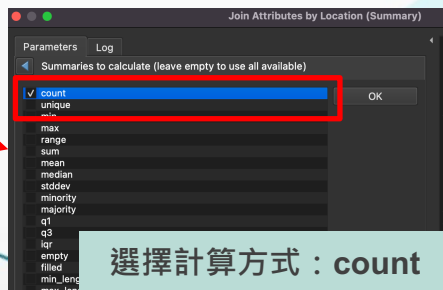 Join Attributes by Location (Summary)
Parameters Log
Summaries to calculate (leave empty to use all available)
✓ count
OK
unique
min
max
range
sum
mean
median
stddev
minority
majority
q1
q3
iqr
empty
filled
min_leng
選擇計算方式：count